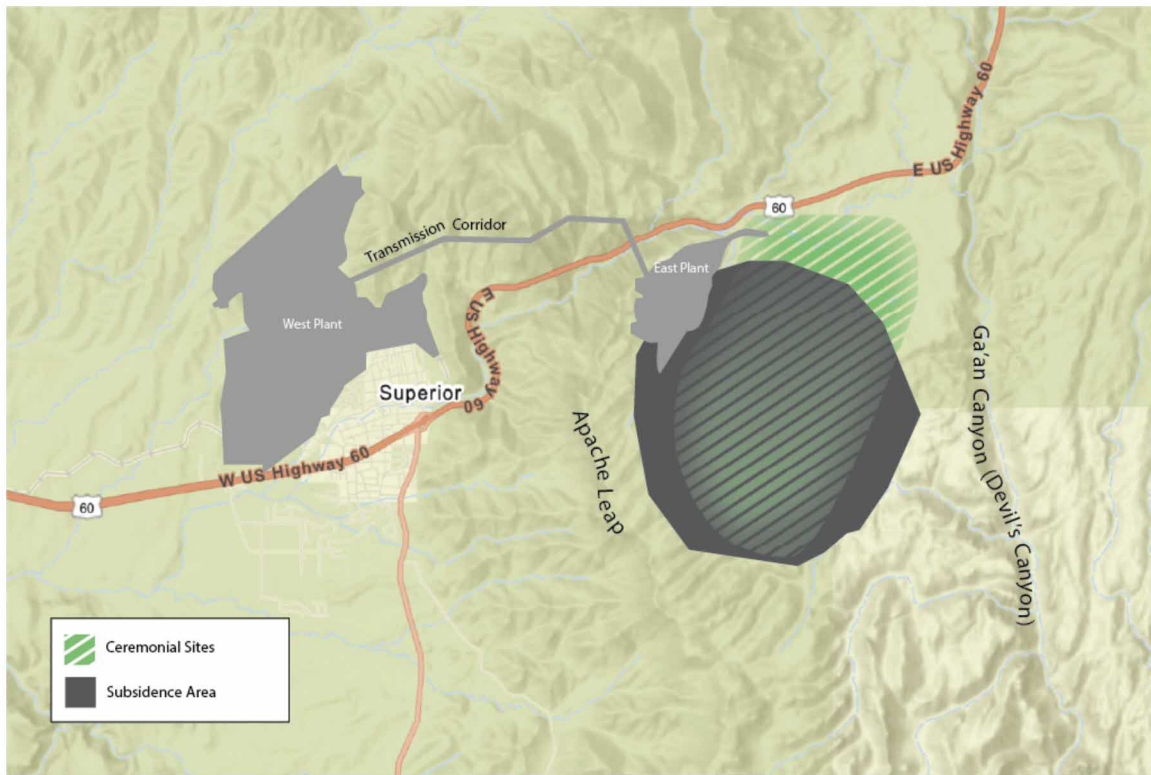 E US Highway 60
60
Transmission Corridor
East Plant
West Plant
E US Highway 60
Superior
Ga'an Canyon (Devil's Canyon)
Apache Leap
W US Highway 60
60
Ceremonial Sites
Subsidence Area